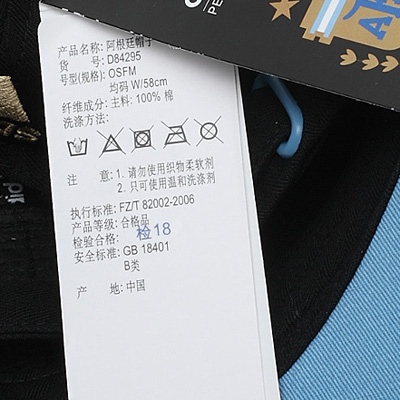 PE
产品名称: 阿根廷帽子
货 号: D84295
号型(规格): OSFM
均码 W/58cm
纤维成分: 主料: 100% 棉
洗涤方法:
注 意: 1. 请勿使用织物柔软剂
2. 只可使用温和洗涤剂
执行标准: FZ/T 82002-2006
产品等级: 合格品
检验合格: 检18
安全标准: GB 18401
B类
产 地: 中国